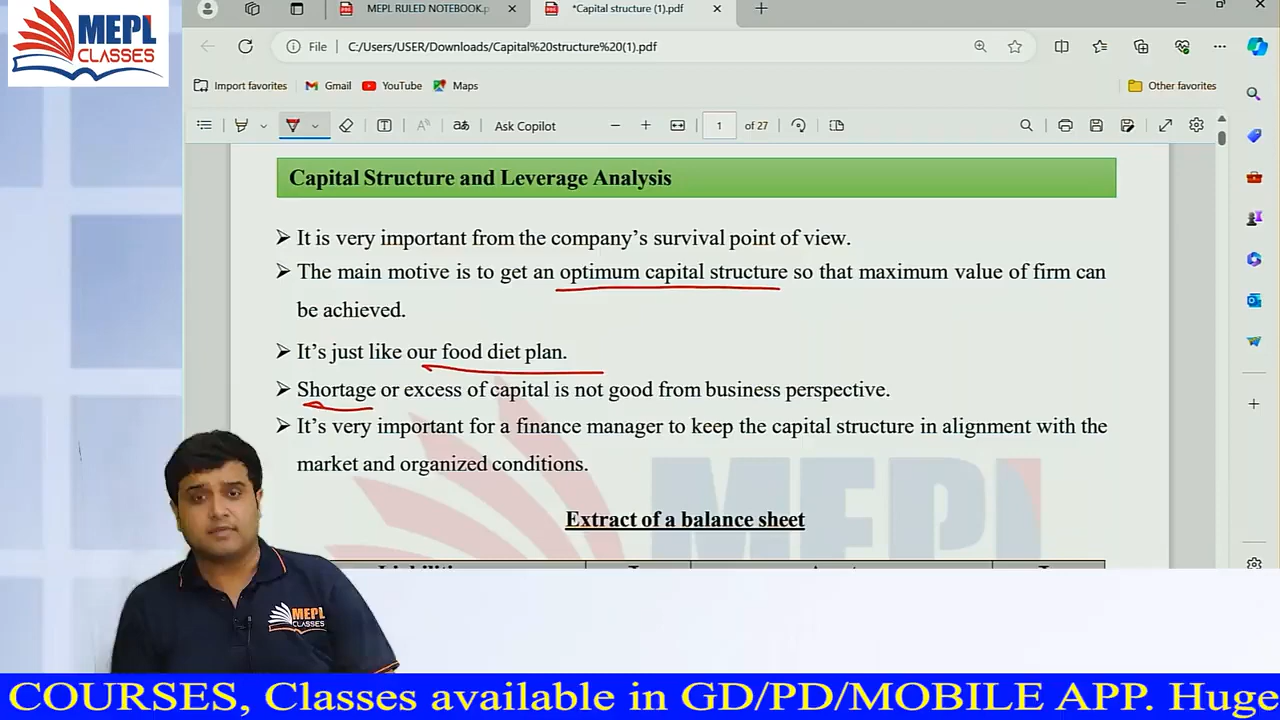 MEPL
CLASSES
MEPL RULED NOTEBOOK.p
*Capital structure (1).pdf
File
C:/Users/USER/Downloads/Capital%20structure%20(1).pdf
Import favorites
Gmail
YouTube
Maps
Other favorites
Ask Copilot
1 of 27
Capital Structure and Leverage Analysis
➢ It is very important from the company’s survival point of view.
➢ The main motive is to get an optimum capital structure so that maximum value of firm can
be achieved.
➢ It’s just like our food diet plan.
➢ Shortage or excess of capital is not good from business perspective.
➢ It’s very important for a finance manager to keep the capital structure in alignment with the
market and organized conditions.
MEPL
Extract of a balance sheet
MEPL
CLASSES
COURSES, Classes available in GD/PD/MOBILE APP. Huge